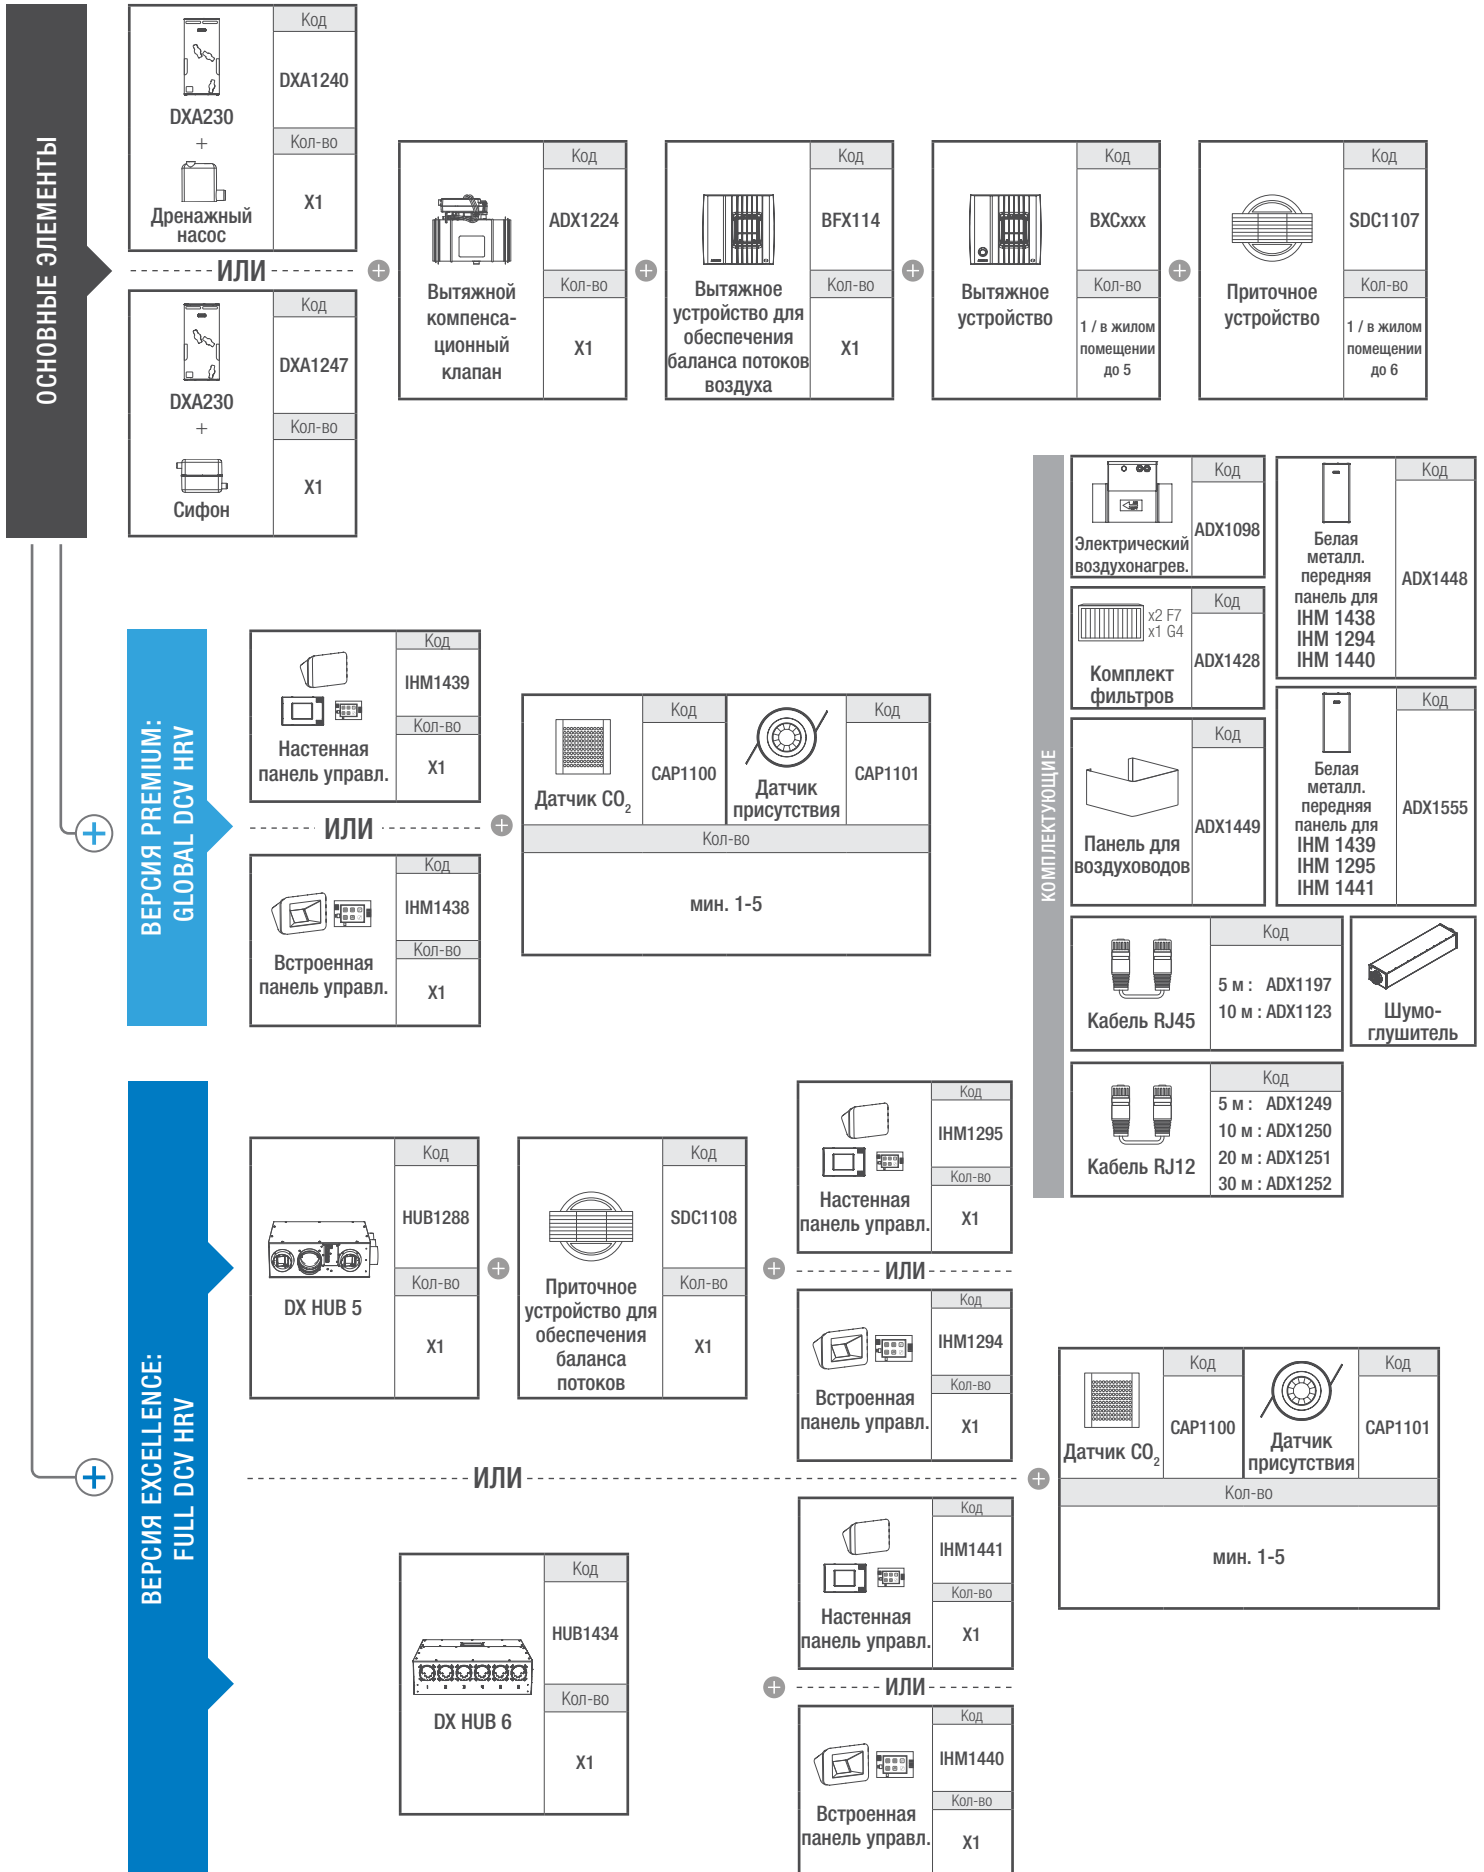 ОСНОВНЫЕ ЭЛЕМЕНТЫ
DXA230
+
Дренажный
насос
Код
DXA1240
Кол-во
X1
ИЛИ
DXA230
+
Сифон
Код
DXA1247
Кол-во
X1
+
Вытяжной
компенса-
ционный
клапан
Код
ADX1224
Кол-во
X1
+
Вытяжное
устройство для
обеспечения
баланса потоков
воздуха
Код
BFX114
Кол-во
X1
+
Вытяжное
устройство
Код
BXCxxx
Кол-во
1 / в жилом
помещении
до 5
+
Приточное
устройство
Код
SDC1107
Кол-во
1 / в жилом
помещении
до 6
КОМПЛЕКТУЮЩИЕ
Электрический
воздухонагрев.
Код
ADX1098
x2 F7
x1 G4
Комплект
фильтров
Код
ADX1428
Панель для
воздуховодов
Код
ADX1449
Белая
металл.
передняя
панель для
IHM 1438
IHM 1294
IHM 1440
Код
ADX1448
Белая
металл.
передняя
панель для
IHM 1439
IHM 1295
IHM 1441
Код
ADX1555
Кабель RJ45
Код
5 м : ADX1197
10 м : ADX1123
Шумо-
глушитель
Кабель RJ12
Код
5 м : ADX1249
10 м : ADX1250
20 м : ADX1251
30 м : ADX1252
+
ВЕРСИЯ PREMIUM:
GLOBAL DCV HRV
Настенная
панель управл.
Код
IHM1439
Кол-во
X1
ИЛИ
Встроенная
панель управл.
Код
IHM1438
Кол-во
X1
+
Датчик CO2
Код
CAP1100
Датчик
присутствия
Код
CAP1101
Кол-во
мин. 1-5
+
ВЕРСИЯ EXCELLENCE:
FULL DCV HRV
DX HUB 5
Код
HUB1288
Кол-во
X1
+
Приточное
устройство для
обеспечения
баланса
потоков
Код
SDC1108
Кол-во
X1
+
Настенная
панель управл.
Код
IHM1295
Кол-во
X1
ИЛИ
Встроенная
панель управл.
Код
IHM1294
Кол-во
X1
ИЛИ
DX HUB 6
Код
HUB1434
Кол-во
X1
+
Настенная
панель управл.
Код
IHM1441
Кол-во
X1
ИЛИ
Встроенная
панель управл.
Код
IHM1440
Кол-во
X1
+
Датчик CO2
Код
CAP1100
Датчик
присутствия
Код
CAP1101
Кол-во
мин. 1-5